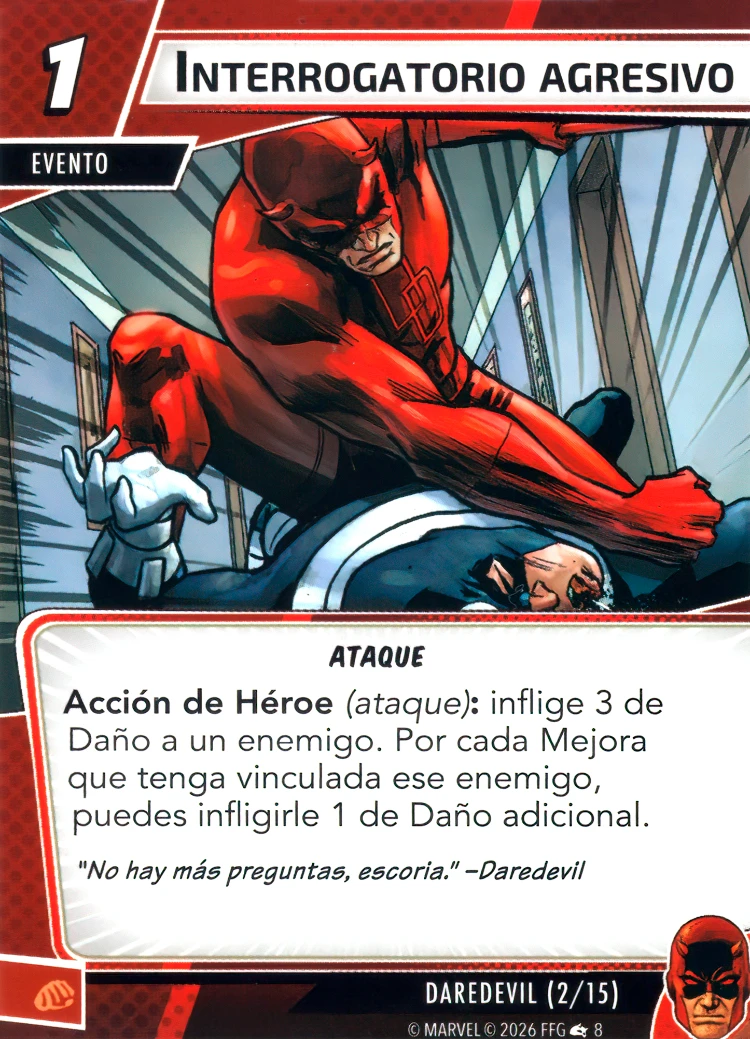 1
INTERROGATORIO AGRESIVO
EVENTO
ATAQUE
Acción de Héroe (ataque): inflige 3 de
Daño a un enemigo. Por cada Mejora
que tenga vinculada ese enemigo,
puedes infligirle 1 de Daño adicional.
"No hay más preguntas, escoria." –Daredevil
DAREDEVIL (2/15)
© MARVEL © 2026 FFG 8